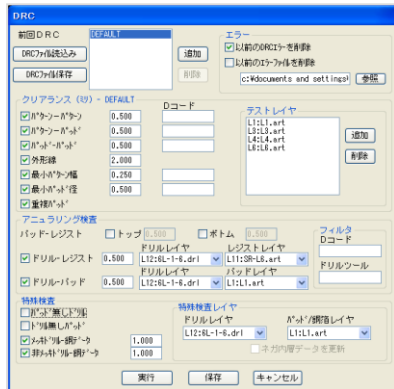 DRC
前回DRC
DEFAULT
DRCファイル読込み
追加
DRCファイル保存
削除
エラー
以前のDRCエラーを削除
以前のエラーファイルを削除
c:¥documents and settings¥
参照
クリアランス (ミリ) - DEFAULT
Dコード
パターン−パターン 0.500
パターン−パッド 0.500
パッド−パッド 0.500
外形線 2.000
最小パターン幅 0.250
最小パッド径 0.500
重複パッド
テストレイヤ
L1:L1.art
L3:L3.art
L4:L4.art
L6:L6.art
追加
削除
アニュラリング検査
パッド-レジスト トップ 0.500 ボトム 0.500
ドリルレイヤ レジストレイヤ
ドリル-レジスト 0.500 L12:6L-1-6.drl L11:SR-L6.art
ドリルレイヤ パッドレイヤ
ドリル-パッド 0.500 L12:6L-1-6.drl L1:L1.art
フィルタ
Dコード
ドリルツール
特殊検査
パッド無しドリル
ドリル無しパッド
メッキドリル-銅データ 1.000
非メッキドリル-銅データ 1.000
特殊検査レイヤ
ドリルレイヤ パッド/銅箔レイヤ
L12:6L-1-6.drl L1:L1.art
ネガ内層データを更新
実行
保存
キャンセル